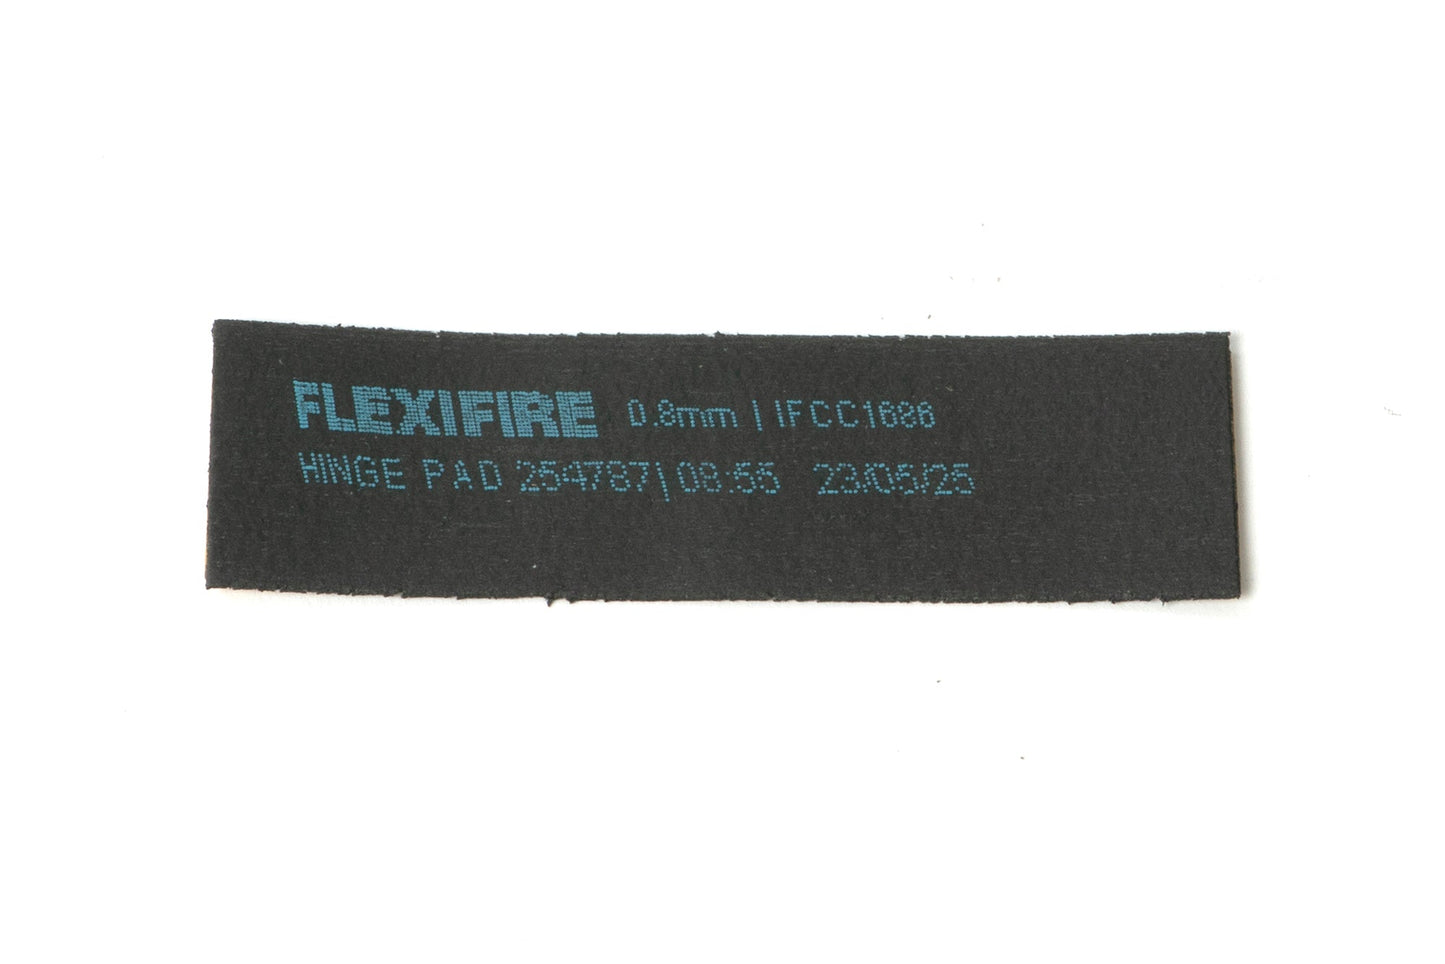 FLEXIFIRE 0.8mm | IFCC1686
HINGE PAD 254787|08:55 23/05/25